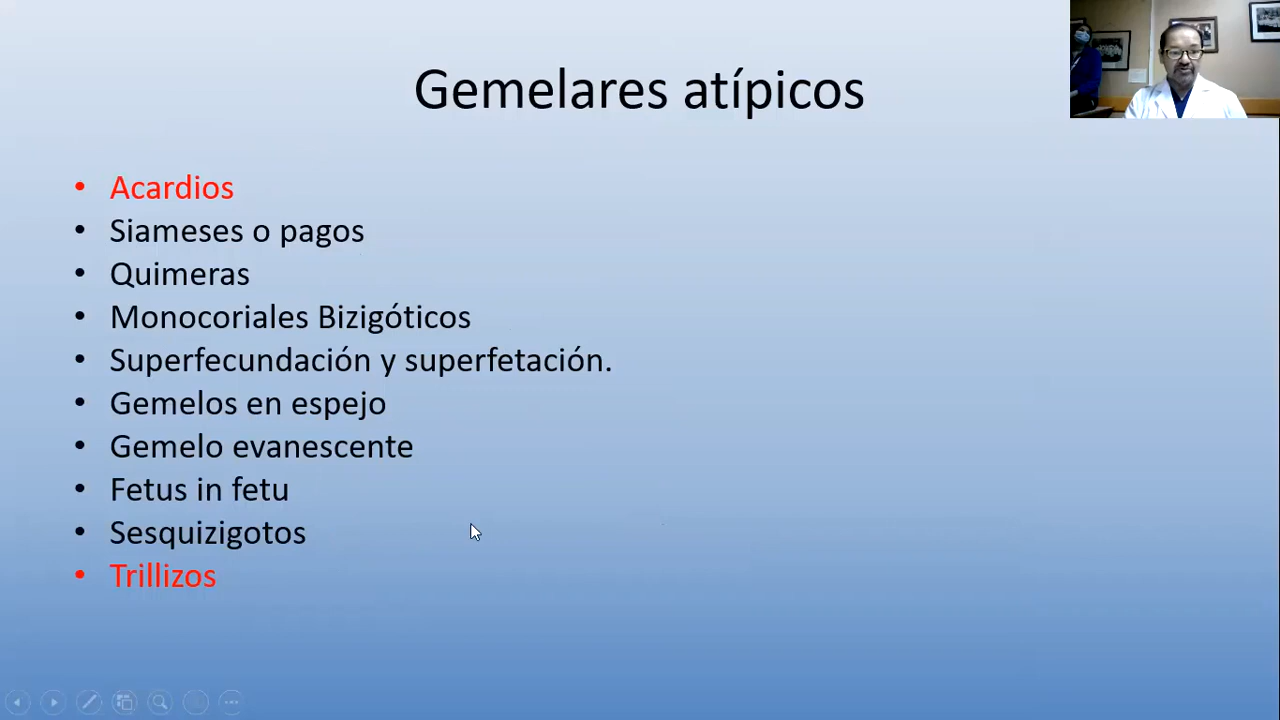 Gemelares atípicos
• Acardios
• Siameses o pagos
• Quimeras
• Monocoriales Bizigóticos
• Superfecundación y superfetación.
• Gemelos en espejo
• Gemelo evanescente
• Fetus in fetu
• Sesquizigotos
• Trillizos